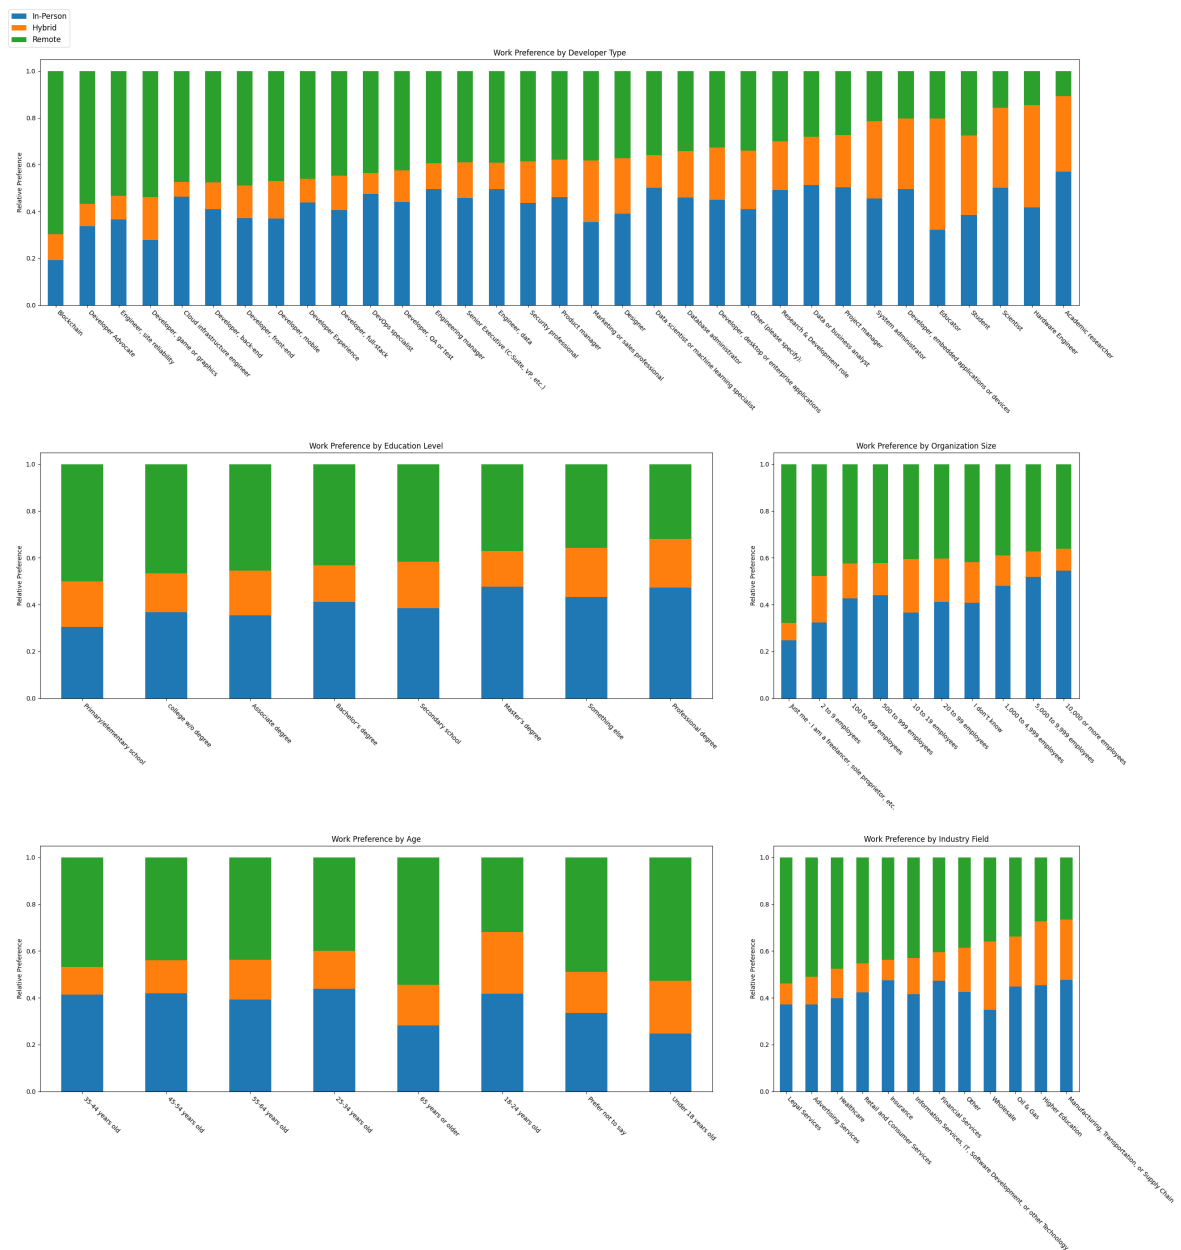 In-Person
Hybrid
Remote
Work Preference by Developer Type
Relative Preference
1.0
0.8
0.6
0.4
0.2
0.0
Blockchain
Developer Advocate
Engineer, site reliability
Developer, game or graphics
Cloud infrastructure engineer
Developer, back-end
Developer, front-end
Developer, mobile
Developer Experience
Developer, full-stack
DevOps specialist
Developer, QA or test
Engineering manager
Senior Executive (C-Suite, VP, etc.)
Engineer, data
Security professional
Product manager
Marketing or sales professional
Designer
Data scientist or machine learning specialist
Database administrator
Developer, desktop or enterprise applications
Other (please specify):
Research & Development role
Data or business analyst
Project manager
System administrator
Developer, embedded applications or devices
Educator
Student
Scientist
Hardware Engineer
Academic researcher
Work Preference by Education Level
Relative Preference
1.0
0.8
0.6
0.4
0.2
0.0
Primary/elementary school
college w/o degree
Associate degree
Bachelor's degree
Secondary school
Master's degree
Something else
Professional degree
Work Preference by Organization Size
Relative Preference
1.0
0.8
0.6
0.4
0.2
0.0
Just me - I am a freelancer, sole proprietor, etc.
2 to 9 employees
100 to 499 employees
500 to 999 employees
10 to 19 employees
20 to 99 employees
I don't know
1,000 to 4,999 employees
5,000 to 9,999 employees
10,000 or more employees
Work Preference by Age
Relative Preference
1.0
0.8
0.6
0.4
0.2
0.0
35-44 years old
45-54 years old
55-64 years old
25-34 years old
65 years or older
18-24 years old
Prefer not to say
Under 18 years old
Work Preference by Industry Field
Relative Preference
1.0
0.8
0.6
0.4
0.2
0.0
Legal Services
Advertising Services
Healthcare
Retail and Consumer Services
Insurance
Information Services, IT, Software Development, or other Technology
Financial Services
Other
Wholesale
Oil & Gas
Higher Education
Manufacturing, Transportation, or Supply Chain